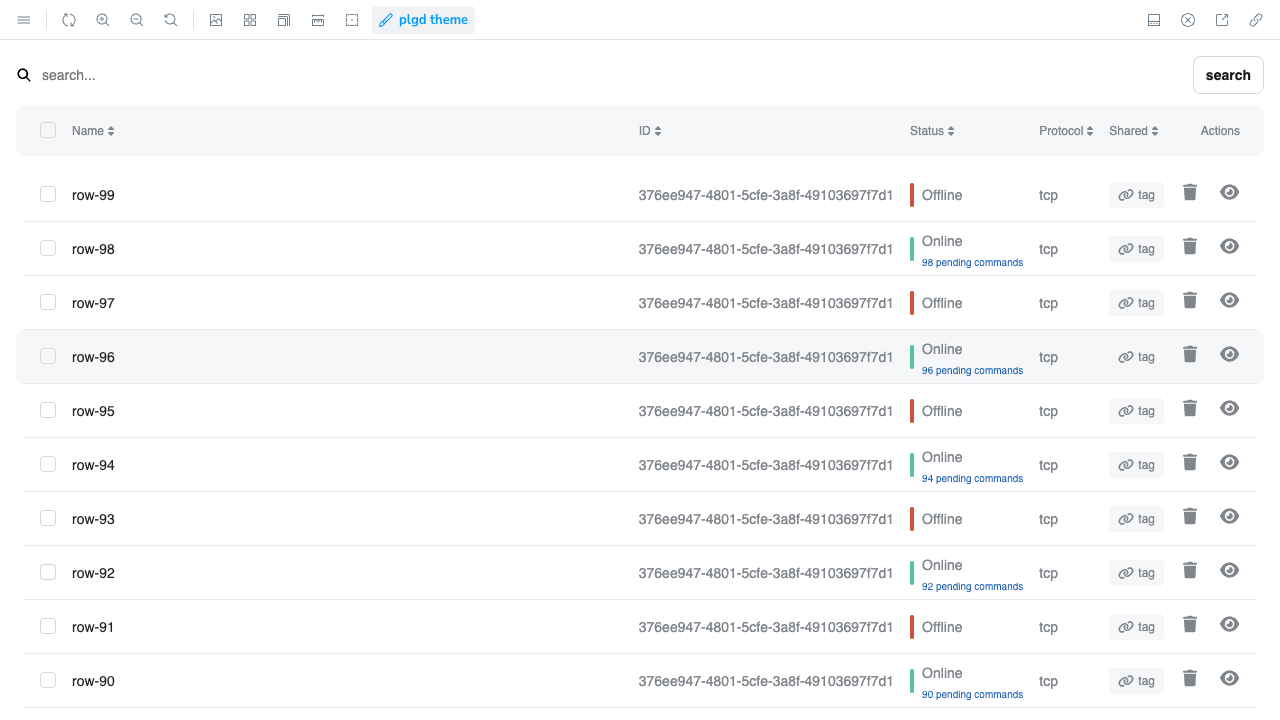 plgd theme
search...
search
Name ID Status Protocol Shared Actions
row-99 376ee947-4801-5cfe-3a8f-49103697f7d1 Offline tcp tag
row-98 376ee947-4801-5cfe-3a8f-49103697f7d1 Online tcp tag
98 pending commands
row-97 376ee947-4801-5cfe-3a8f-49103697f7d1 Offline tcp tag
row-96 376ee947-4801-5cfe-3a8f-49103697f7d1 Online tcp tag
96 pending commands
row-95 376ee947-4801-5cfe-3a8f-49103697f7d1 Offline tcp tag
row-94 376ee947-4801-5cfe-3a8f-49103697f7d1 Online tcp tag
94 pending commands
row-93 376ee947-4801-5cfe-3a8f-49103697f7d1 Offline tcp tag
row-92 376ee947-4801-5cfe-3a8f-49103697f7d1 Online tcp tag
92 pending commands
row-91 376ee947-4801-5cfe-3a8f-49103697f7d1 Offline tcp tag
row-90 376ee947-4801-5cfe-3a8f-49103697f7d1 Online tcp tag
90 pending commands